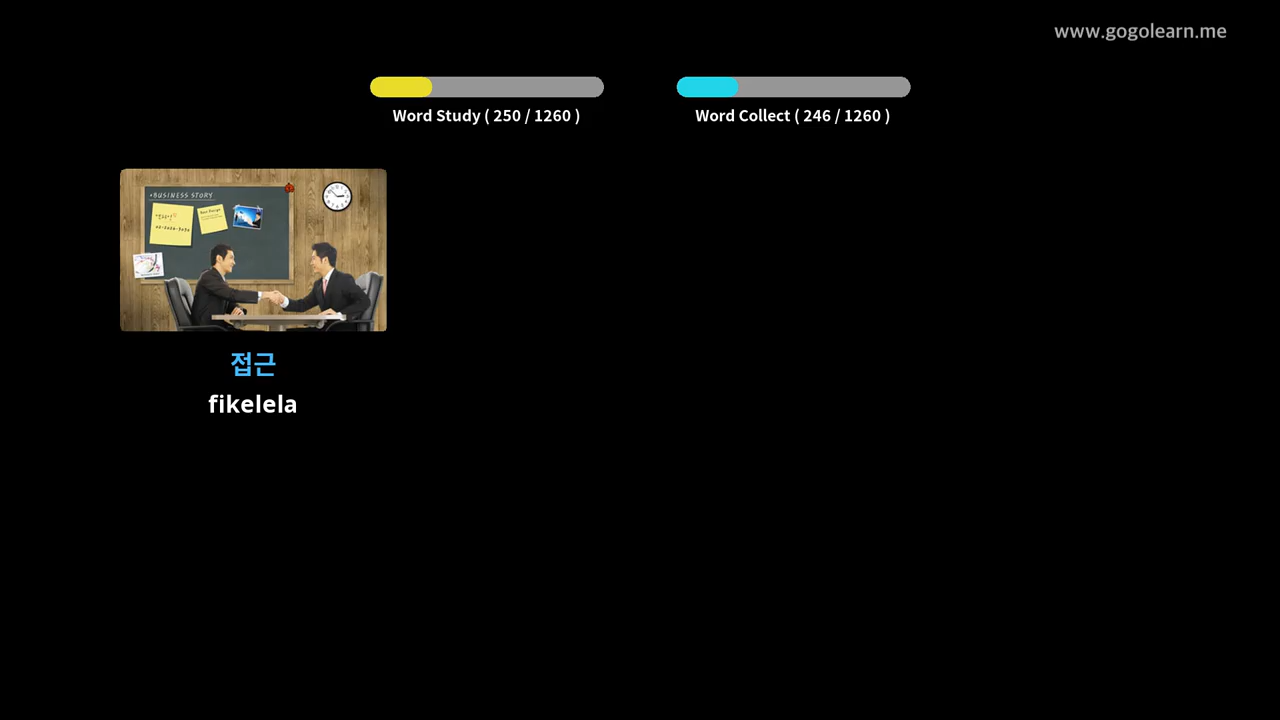 www.gogolearn.me
Word Study ( 250 / 1260 )
Word Collect ( 246 / 1260 )
•BUSINESS STORY
접근
fikelela